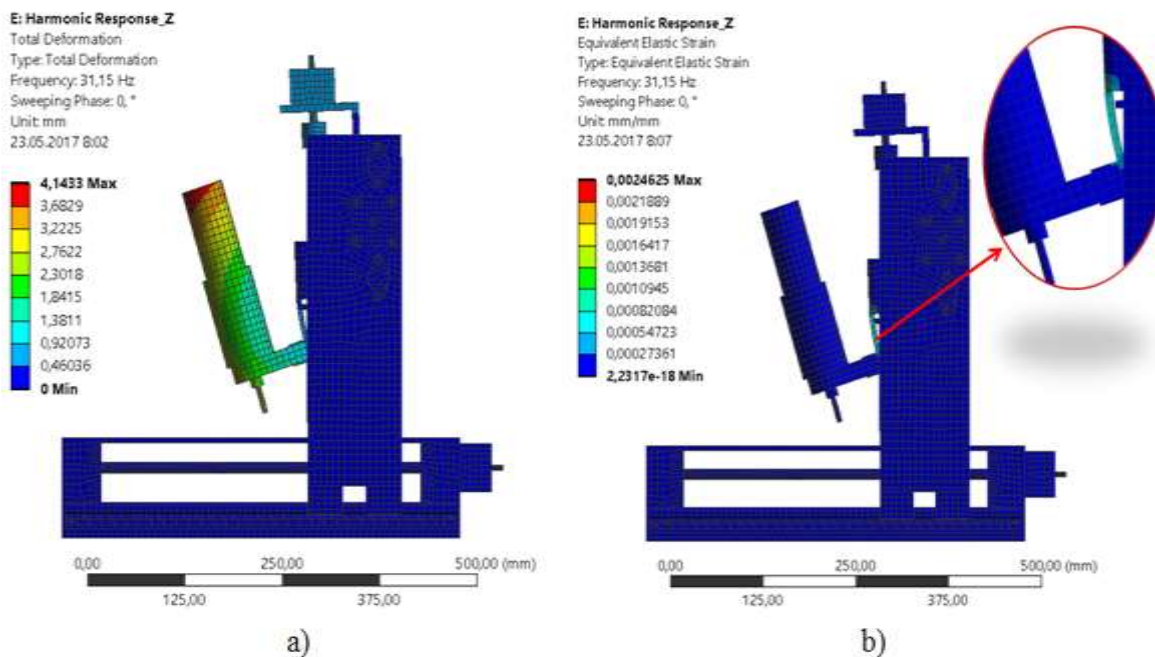 E: Harmonic Response_Z
Total Deformation
Type: Total Deformation
Frequency: 31,15 Hz
Sweeping Phase: 0, °
Unit: mm
23.05.2017 8:02
4,1433 Max
3,6829
3,2225
2,7622
2,3018
1,8415
1,3811
0,92073
0,46036
0 Min
0,00
250,00
500,00 (mm)
125,00
375,00
a)
E: Harmonic Response_Z
Equivalent Elastic Strain
Type: Equivalent Elastic Strain
Frequency: 31,15 Hz
Sweeping Phase: 0, °
Unit: mm/mm
23.05.2017 8:07
0,0024625 Max
0,0021889
0,0019153
0,0016417
0,0013681
0,0010945
0,00082084
0,00054723
0,00027361
2,2317e-18 Min
0,00
250,00
500,00 (mm)
125,00
375,00
b)